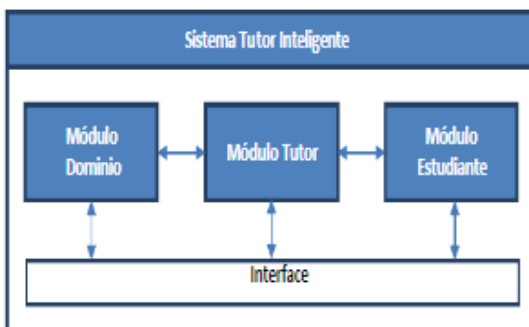 Sistema Tutor Inteligente
Módulo
Dominio
Módulo Tutor
Módulo
Estudiante
Interface